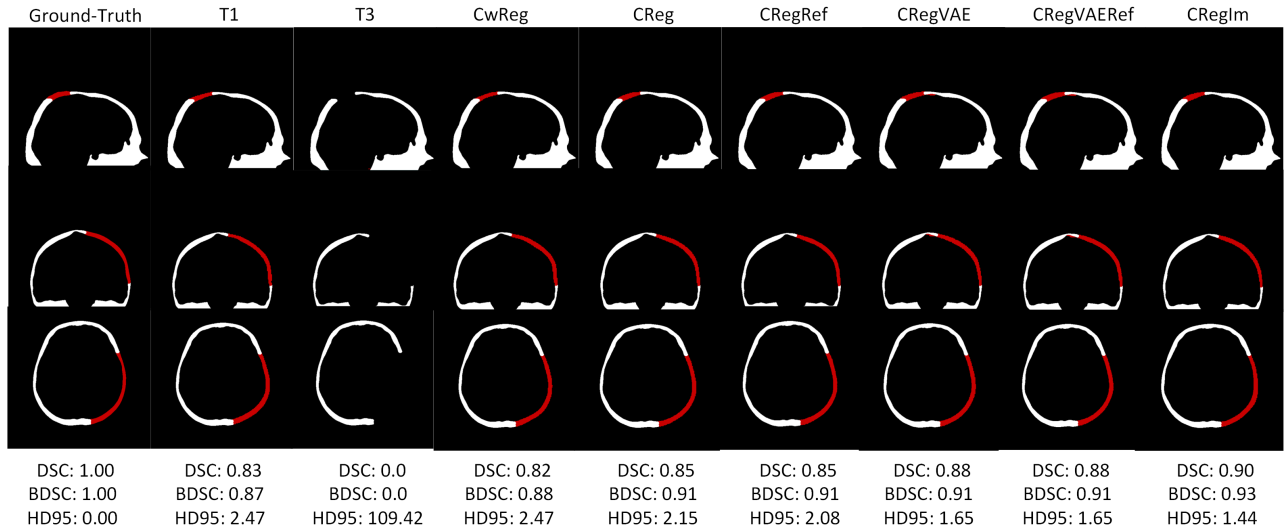 Ground-Truth T1 T3 CwReg CReg CRegRef CRegVAE CRegVAERef CRegIm
DSC: 1.00 DSC: 0.83 DSC: 0.0 DSC: 0.82 DSC: 0.85 DSC: 0.85 DSC: 0.88 DSC: 0.88 DSC: 0.90
BDSC: 1.00 BDSC: 0.87 BDSC: 0.0 BDSC: 0.88 BDSC: 0.91 BDSC: 0.91 BDSC: 0.91 BDSC: 0.91 BDSC: 0.93
HD95: 0.00 HD95: 2.47 HD95: 109.42 HD95: 2.47 HD95: 2.15 HD95: 2.08 HD95: 1.65 HD95: 1.65 HD95: 1.44